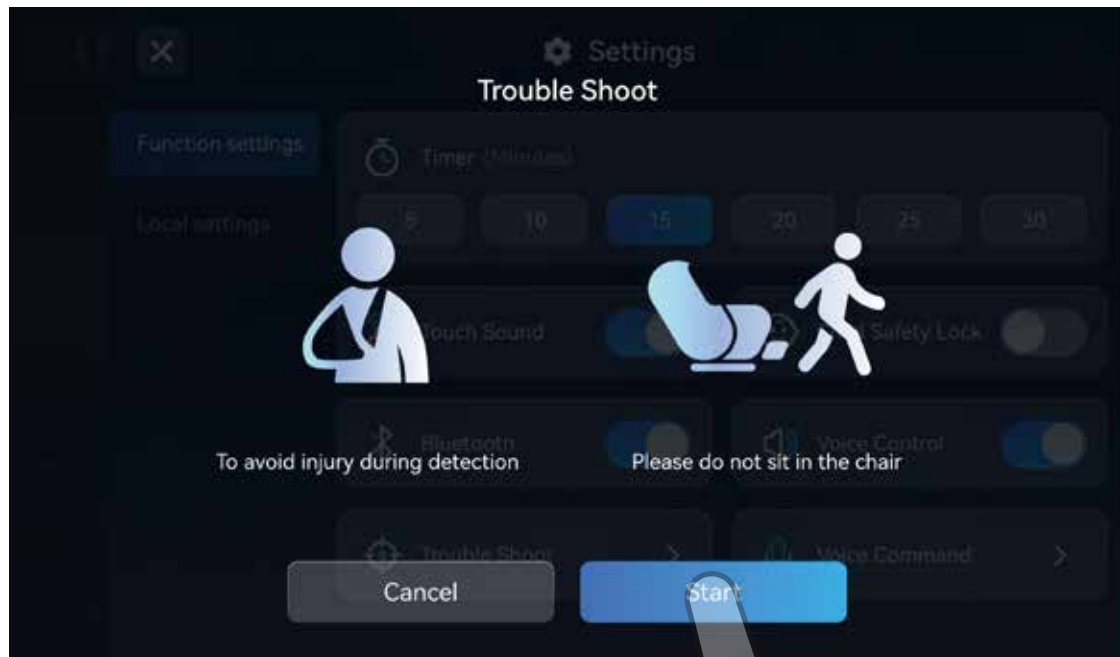 Settings
Trouble Shoot
Function settings
Timer (Minutes)
Local settings
5 10 15 20 25 30
Touch Sound
Safety Lock
Bluetooth
Voice Control
To avoid injury during detection
Please do not sit in the chair
Trouble Shoot
Voice Command
Cancel
Start